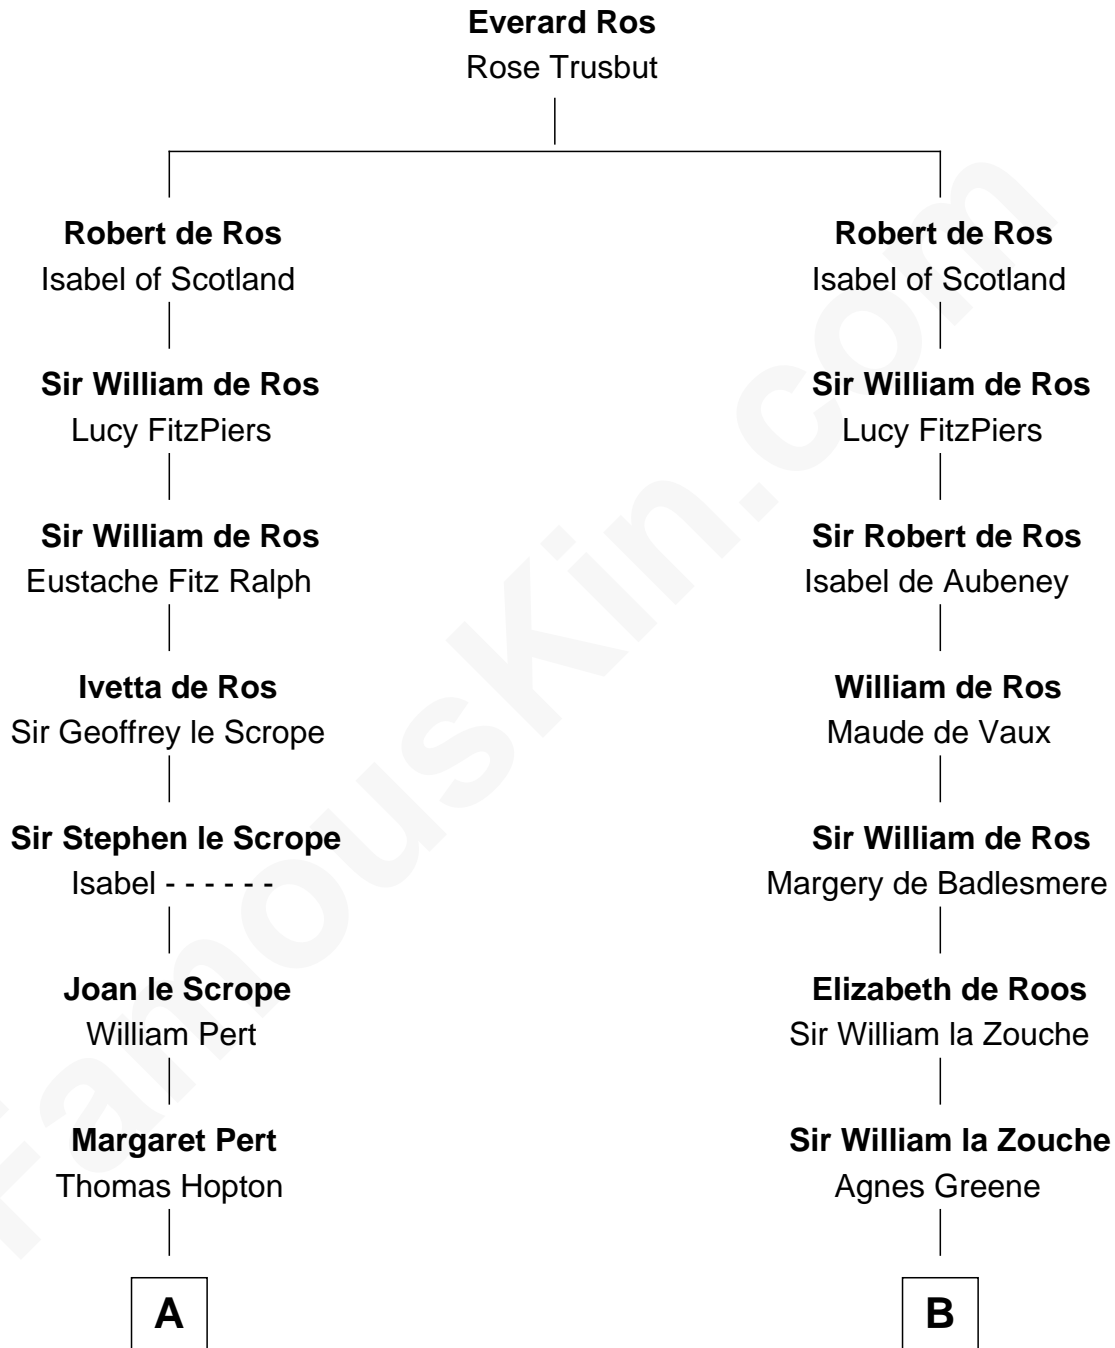 Everard Ros
Rose Trusbut
Robert de Ros
Isabel of Scotland
Sir William de Ros
Lucy FitzPiers
Sir William de Ros
Eustache Fitz Ralph
Ivetta de Ros
Sir Geoffrey le Scrope
Sir Stephen le Scrope
Isabel - - - - - -
Joan le Scrope
William Pert
Margaret Pert
Thomas Hopton
A
Robert de Ros
Isabel of Scotland
Sir William de Ros
Lucy FitzPiers
Sir Robert de Ros
Isabel de Aubeney
William de Ros
Maude de Vaux
Sir William de Ros
Margery de Badlesmere
Elizabeth de Roos
Sir William la Zouche
Sir William la Zouche
Agnes Greene
B
FamousKin.com